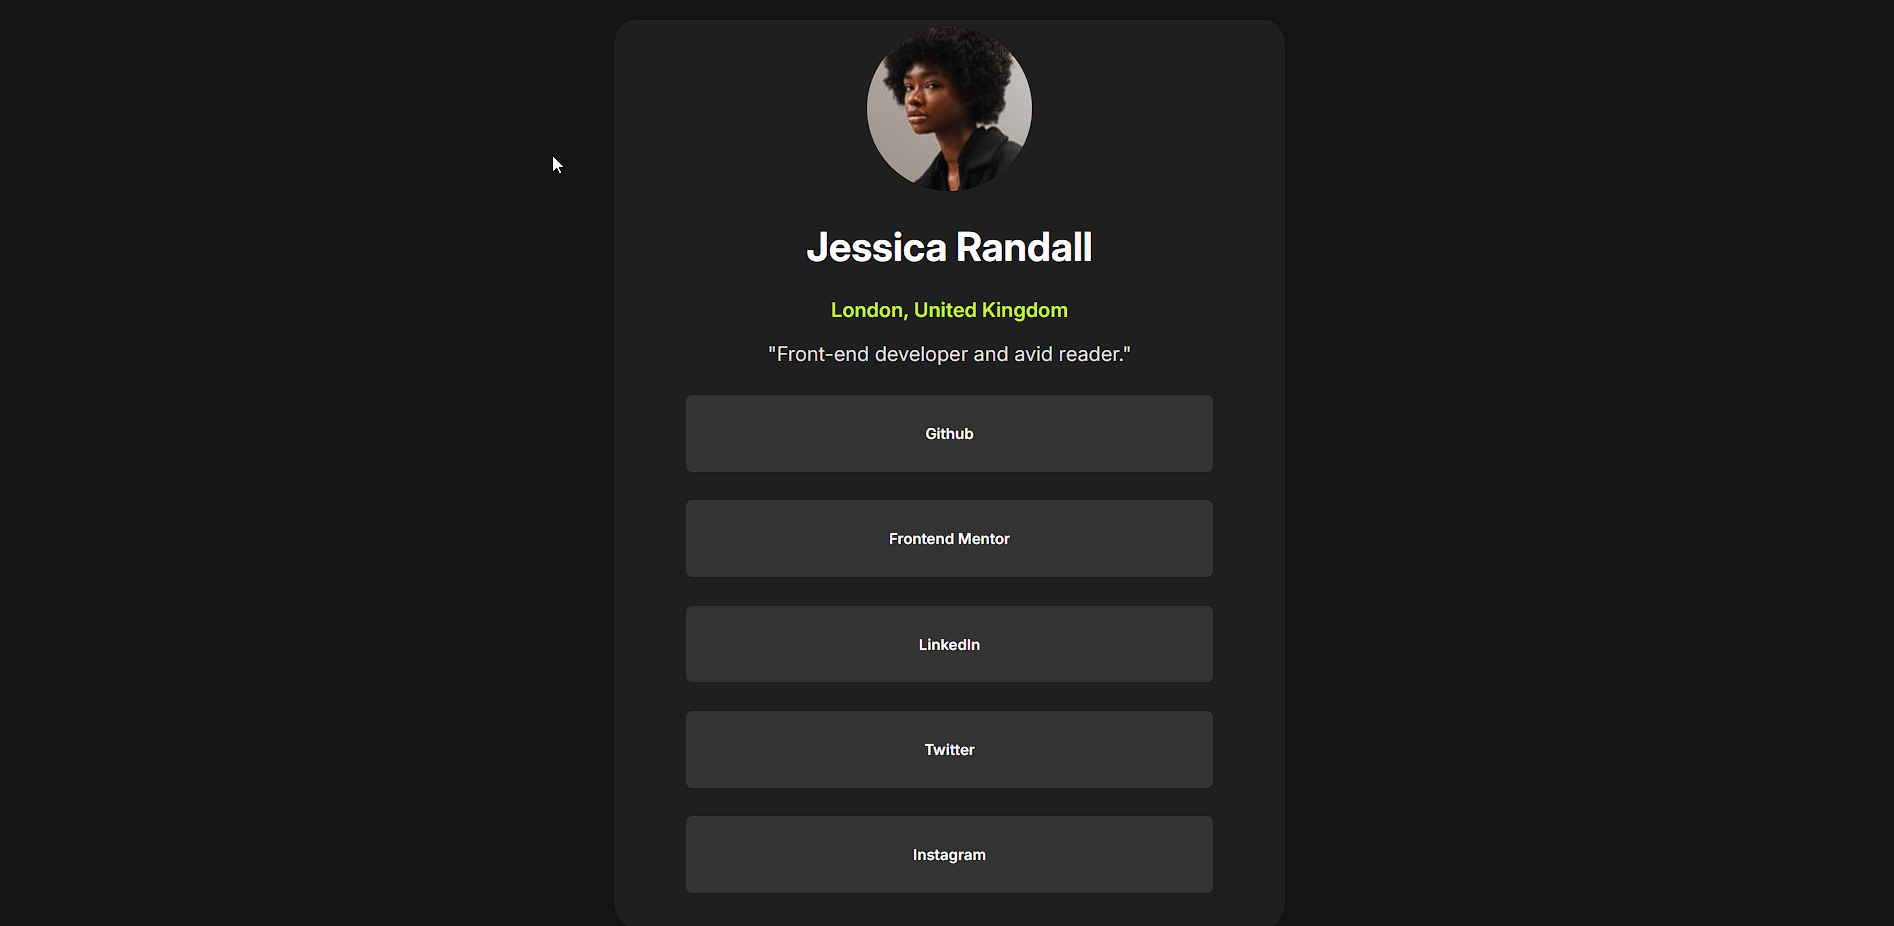 Jessica Randall
London, United Kingdom
"Front-end developer and avid reader."
Github
Frontend Mentor
LinkedIn
Twitter
Instagram